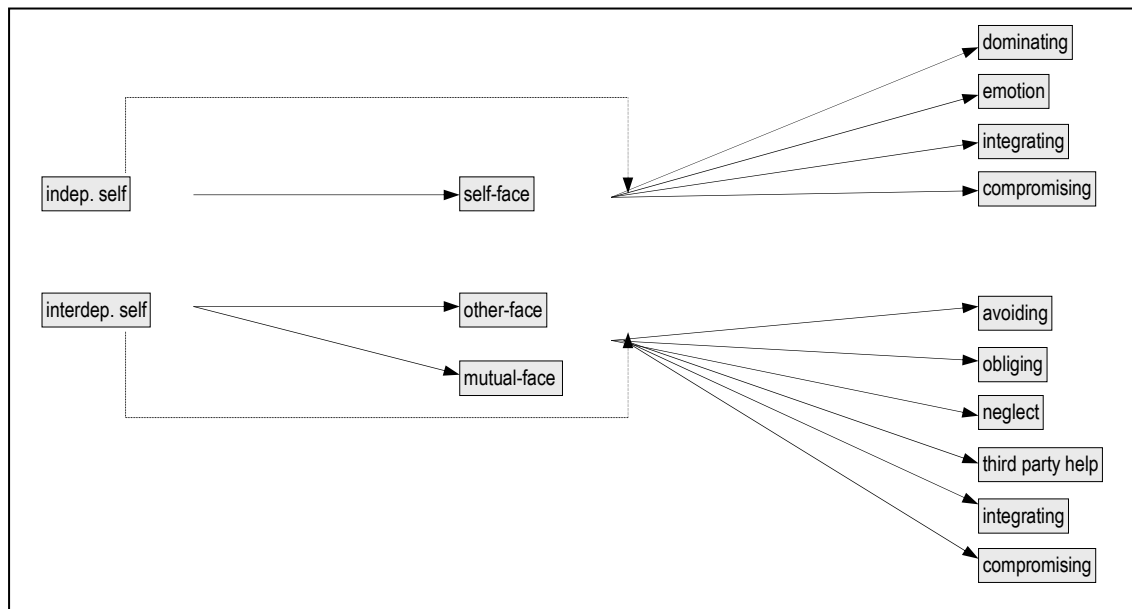 dominating
emotion
integrating
compromising
indep. self
self-face
interdep. self
other-face
mutual-face
avoiding
obliging
neglect
third party help
integrating
compromising